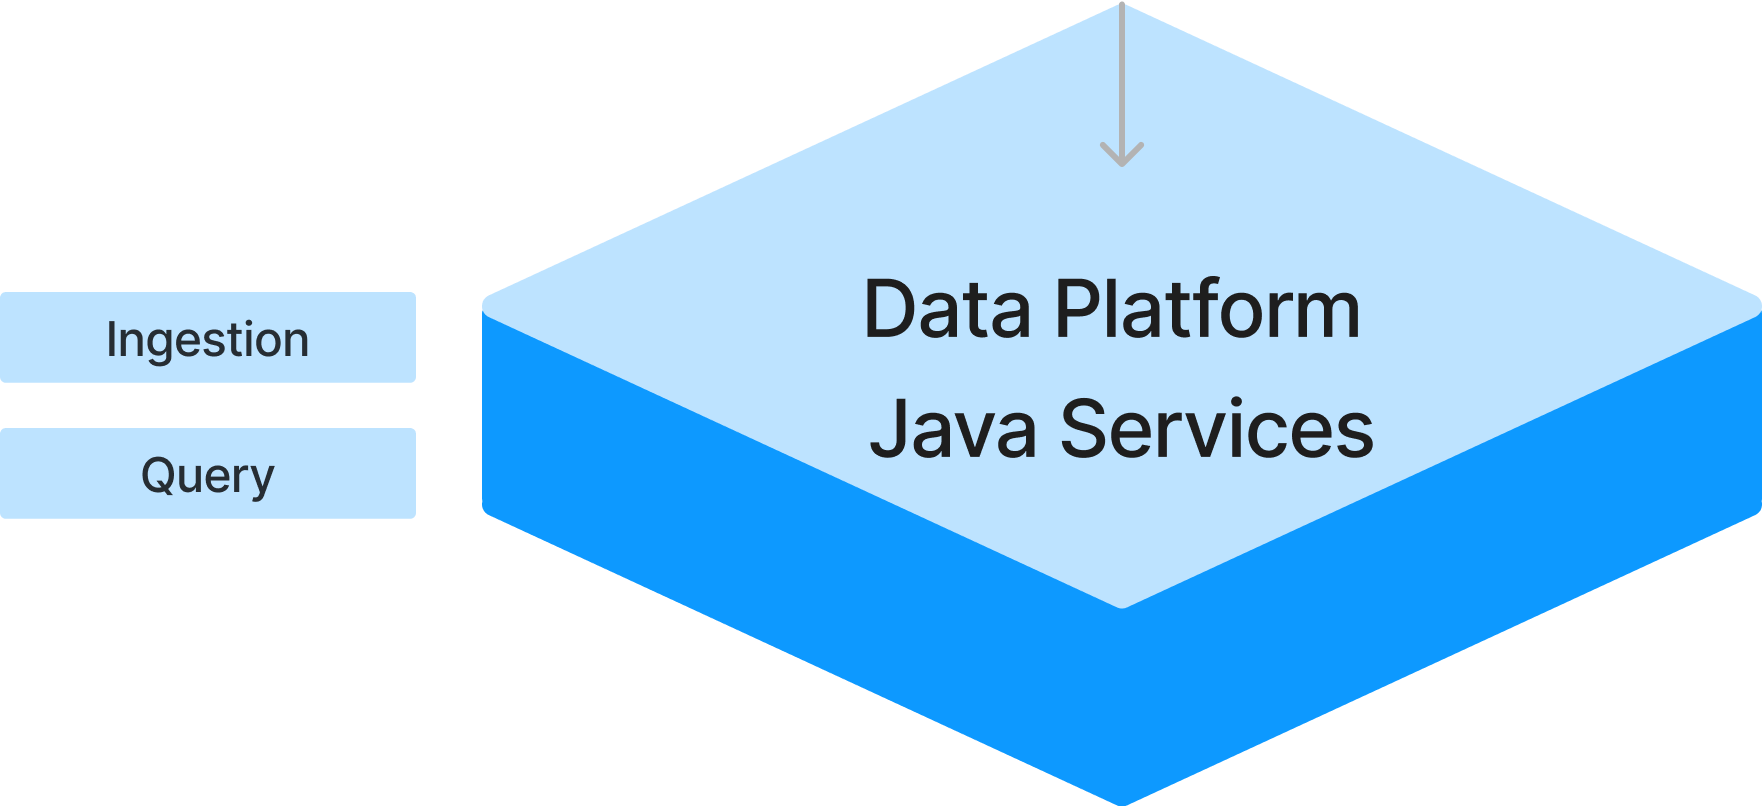 Ingestion
Query
Data Platform
Java Services